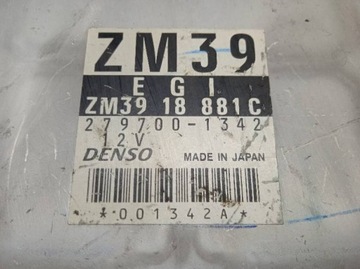 ZM39
EGI
ZM39 18 881C
279700-1342
12V
DENSO MADE IN JAPAN
*001342A*